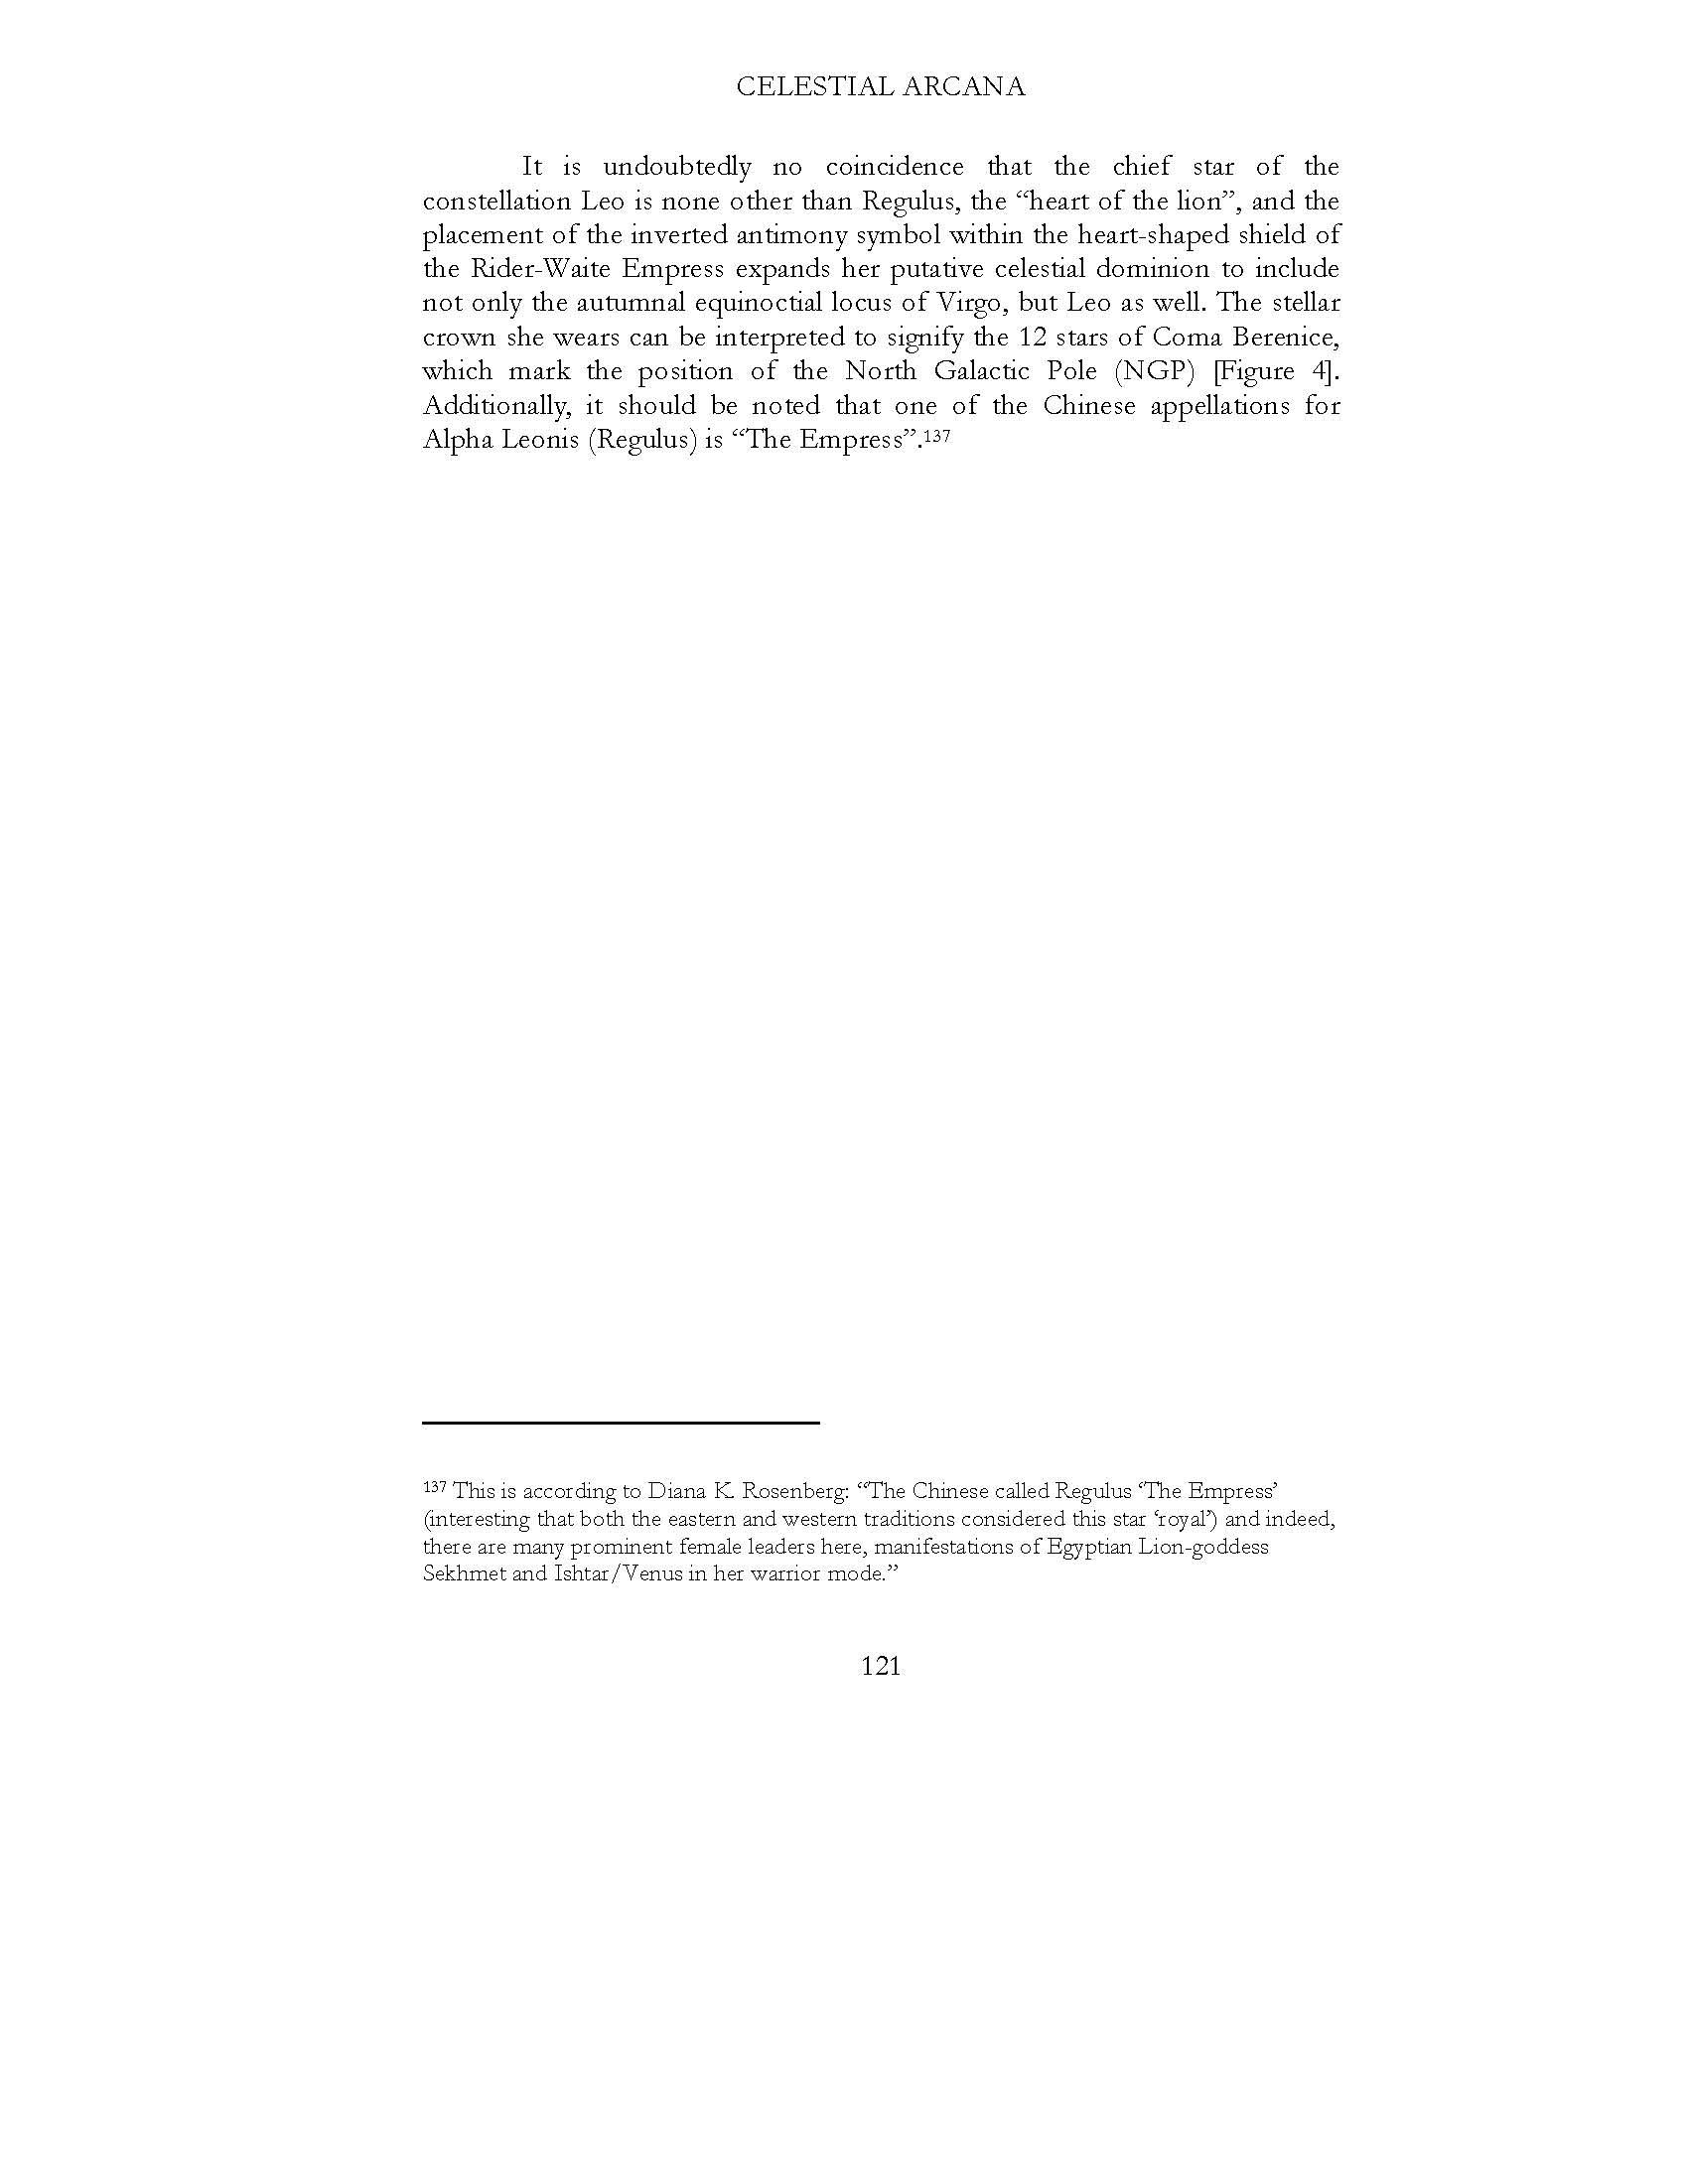 CELESTIAL ARCANA
It is undoubtedly no coincidence that the chief star of the
constellation Leo is none other than Regulus, the “heart of the lion”, and the
placement of the inverted antimony symbol within the heart-shaped shield of
the Rider-Waite Empress expands her putative celestial dominion to include
not only the autumnal equinoctial locus of Virgo, but Leo as well. The stellar
crown she wears can be interpreted to signify the 12 stars of Coma Berenice,
which mark the position of the North Galactic Pole (NGP) [Figure 4].
Additionally, it should be noted that one of the Chinese appellations for
Alpha Leonis (Regulus) is “The Empress”.137
137 This is according to Diana K. Rosenberg: “The Chinese called Regulus ‘The Empress’
(interesting that both the eastern and western traditions considered this star ‘royal’) and indeed,
there are many prominent female leaders here, manifestations of Egyptian Lion-goddess
Sekhmet and Ishtar/Venus in her warrior mode.”
121